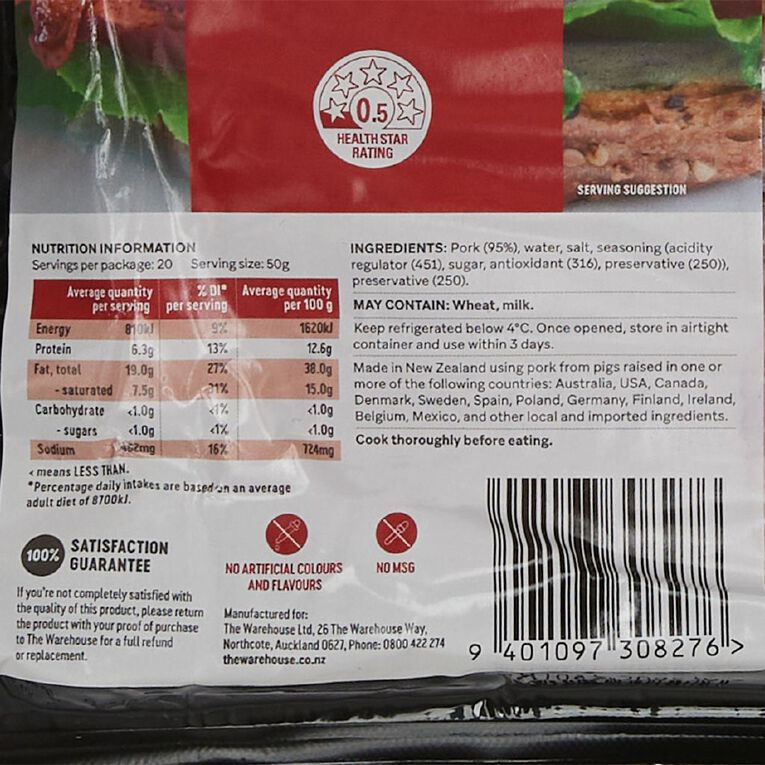 0.5
HEALTH STAR
RATING
SERVING SUGGESTION
NUTRITION INFORMATION
Servings per package: 20 Serving size: 50g
Average quantity per serving % DI* per serving Average quantity per 100 g
Energy 810kJ 9% 1620kJ
Protein 6.3g 13% 12.6g
Fat, total 19.0g 27% 38.0g
- saturated 7.5g 31% 15.0g
Carbohydrate <1.0g <1% <1.0g
- sugars <1.0g <1% <1.0g
Sodium 362mg 16% 724mg
< means LESS THAN.
*Percentage daily intakes are based on an average
adult diet of 8700kJ.
INGREDIENTS: Pork (95%), water, salt, seasoning (acidity
regulator (451), sugar, antioxidant (316), preservative (250)),
preservative (250).
MAY CONTAIN: Wheat, milk.
Keep refrigerated below 4°C. Once opened, store in airtight
container and use within 3 days.
Made in New Zealand using pork from pigs raised in one or
more of the following countries: Australia, USA, Canada,
Denmark, Sweden, Spain, Poland, Germany, Finland, Ireland,
Belgium, Mexico, and other local and imported ingredients.
Cook thoroughly before eating.
100% SATISFACTION
GUARANTEE
If you're not completely satisfied with
the quality of this product, please return
the product with your proof of purchase
to The Warehouse for a full refund
or replacement.
NO ARTIFICIAL COLOURS
AND FLAVOURS
NO MSG
Manufactured for:
The Warehouse Ltd, 26 The Warehouse Way,
Northcote, Auckland 0627, Phone: 0800 422 274
thewarehouse.co.nz
9 401097 308276 >